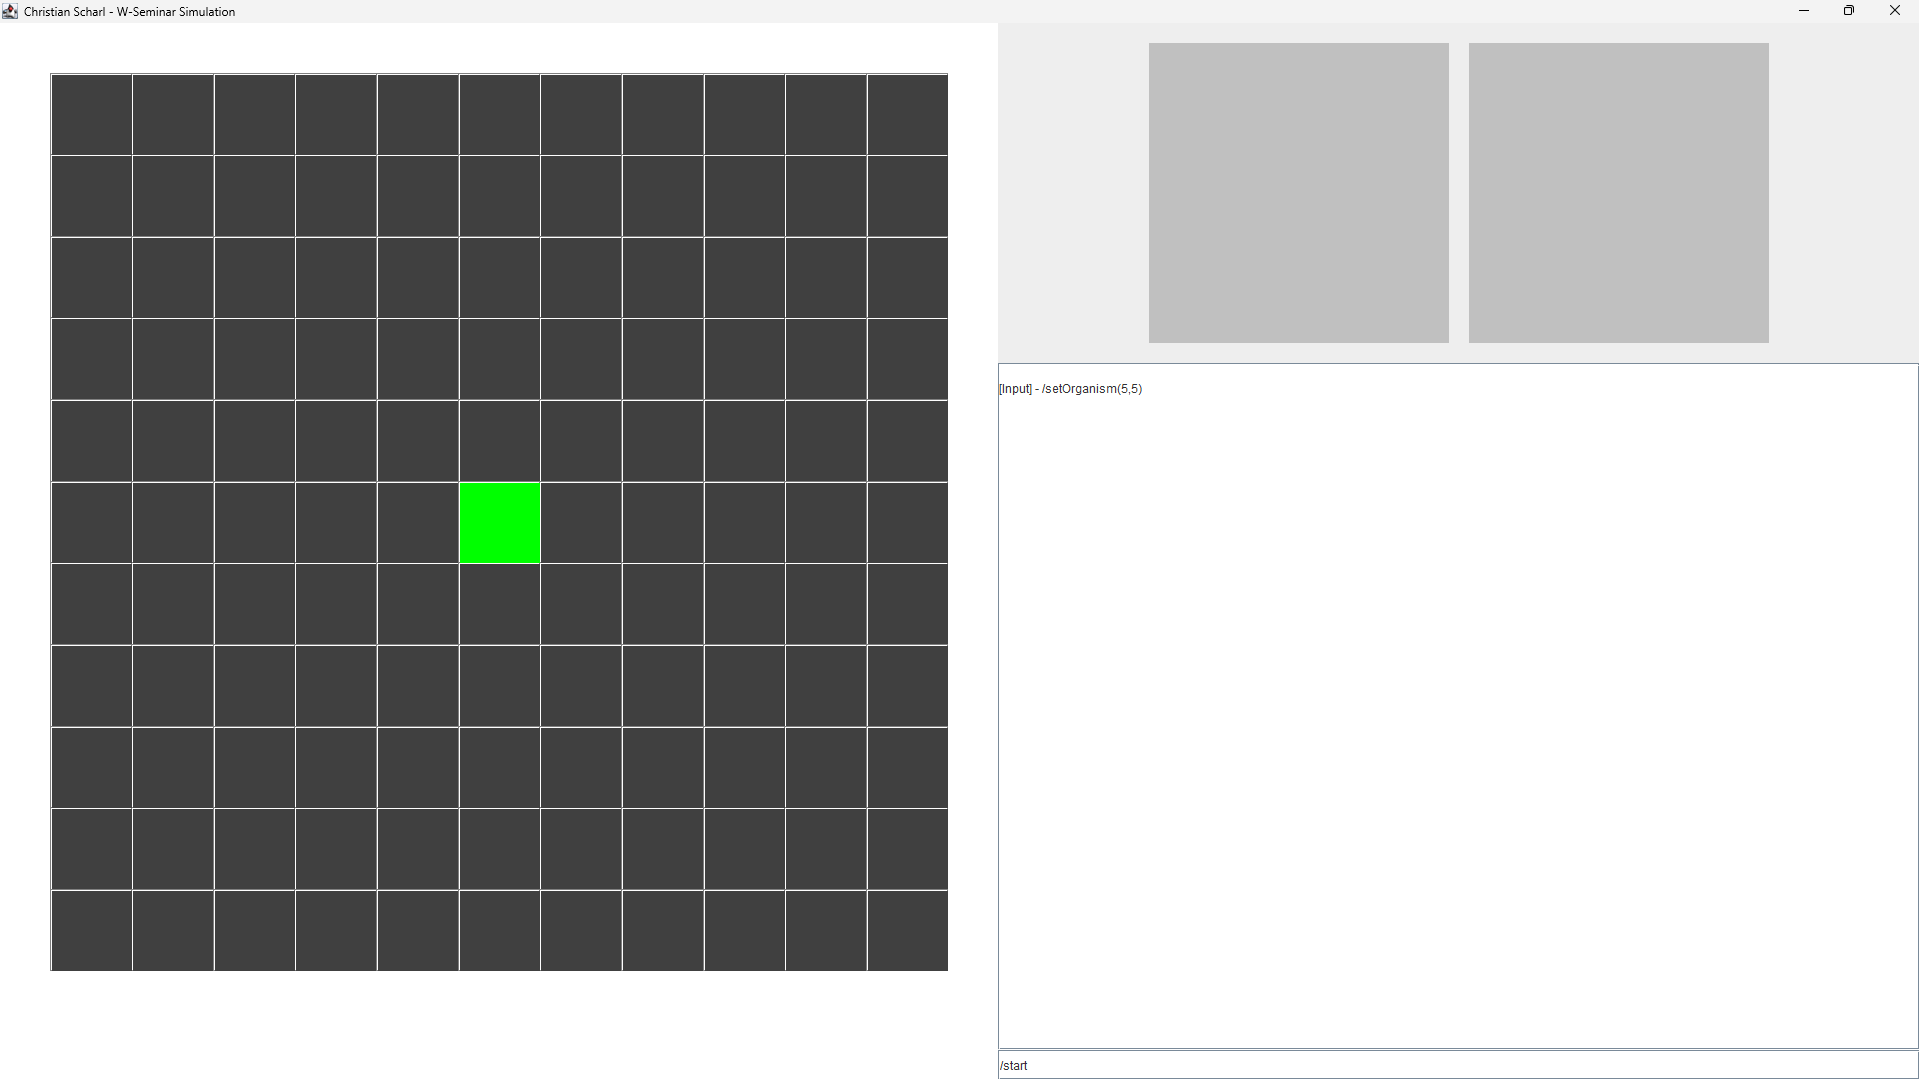 Christian Scharl - W-Seminar Simulation
[Input] - /setOrganism(5,5)
/start